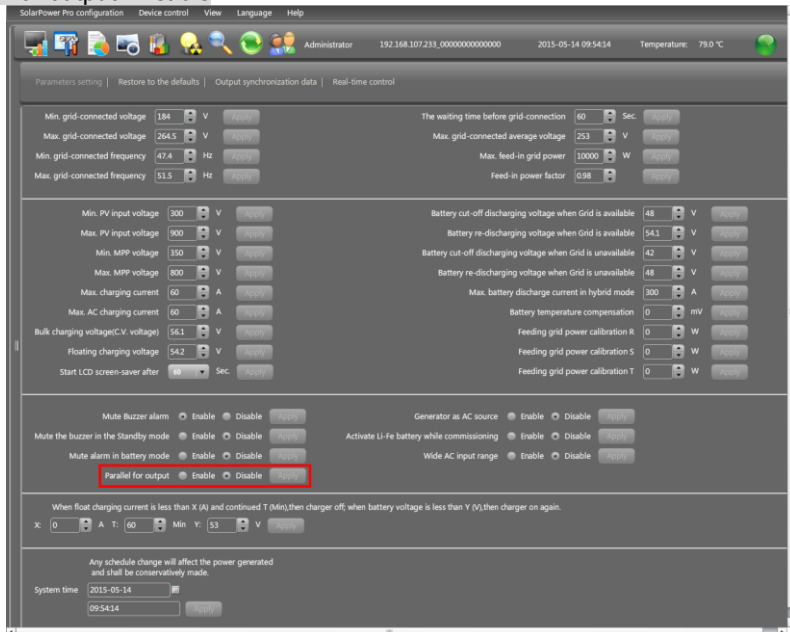 SolarPower Pro configuration Device control View Language Help
Administrator 192.168.107.233_00000000000000 2015-05-14 09:54:14 Temperature: 79.0 ℃
Parameters setting | Restore to the defaults | Output synchronization data | Real-time control
Min. grid-connected voltage 184 V Apply The waiting time before grid-connection 60 Sec. Apply
Max. grid-connected voltage 264.5 V Apply Max. grid-connected average voltage 253 V Apply
Min. grid-connected frequency 47.4 Hz Apply Max. feed-in grid power 10000 W Apply
Max. grid-connected frequency 51.5 Hz Apply Feed-in power factor 0.98 Apply
Min. PV input voltage 300 V Apply Battery cut-off discharging voltage when Grid is available 48 V Apply
Max. PV input voltage 900 V Apply Battery re-discharging voltage when Grid is available 54.1 V Apply
Min. MPP voltage 350 V Apply Battery cut-off discharging voltage when Grid is unavailable 42 V Apply
Max. MPP voltage 800 V Apply Battery re-discharging voltage when Grid is unavailable 48 V Apply
Max. charging current 60 A Apply Max. battery discharge current in hybrid mode 300 A Apply
Max. AC charging current 60 A Apply Battery temperature compensation 0 mV Apply
Bulk charging voltage(C.V. voltage) 56.1 V Apply Feeding grid power calibration R 0 W Apply
Floating charging voltage 54.2 V Apply Feeding grid power calibration S 0 W Apply
Start LCD screen-saver after 60 Sec. Apply Feeding grid power calibration T 0 W Apply
Mute Buzzer alarm Enable Disable Apply Generator as AC source Enable Disable Apply
Mute the buzzer in the Standby mode Enable Disable Apply Activate Li-Fe battery while commissioning Enable Disable Apply
Mute alarm in battery mode Enable Disable Apply Wide AC input range Enable Disable Apply
Parallel for output Enable Disable Apply
When float charging current is less than X (A) and continued T (Min),then charger off; when battery voltage is less than Y (V),then charger on again.
X: 0 A T: 60 Min Y: 53 V Apply
Any schedule change will affect the power generated
and shall be conservatively made.
System time 2015-05-14
09:54:14 Apply